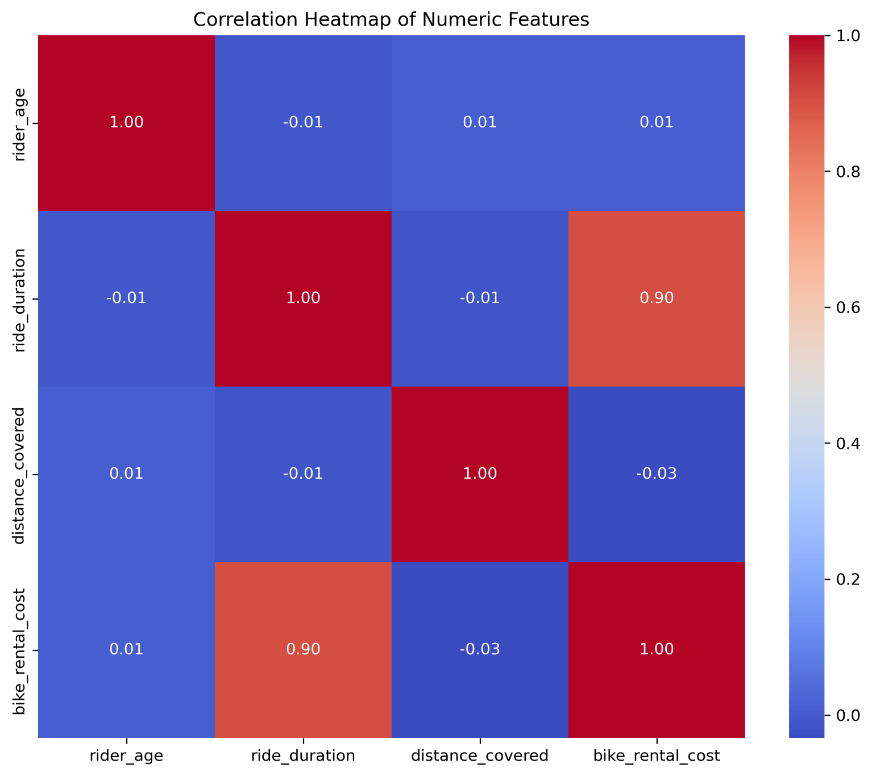 Correlation Heatmap of Numeric Features
rider_age
1.00
-0.01
0.01
0.01
ride_duration
-0.01
1.00
-0.01
0.90
distance_covered
0.01
-0.01
1.00
-0.03
bike_rental_cost
0.01
0.90
-0.03
1.00
rider_age
ride_duration
distance_covered
bike_rental_cost
1.0
0.8
0.6
0.4
0.2
0.0